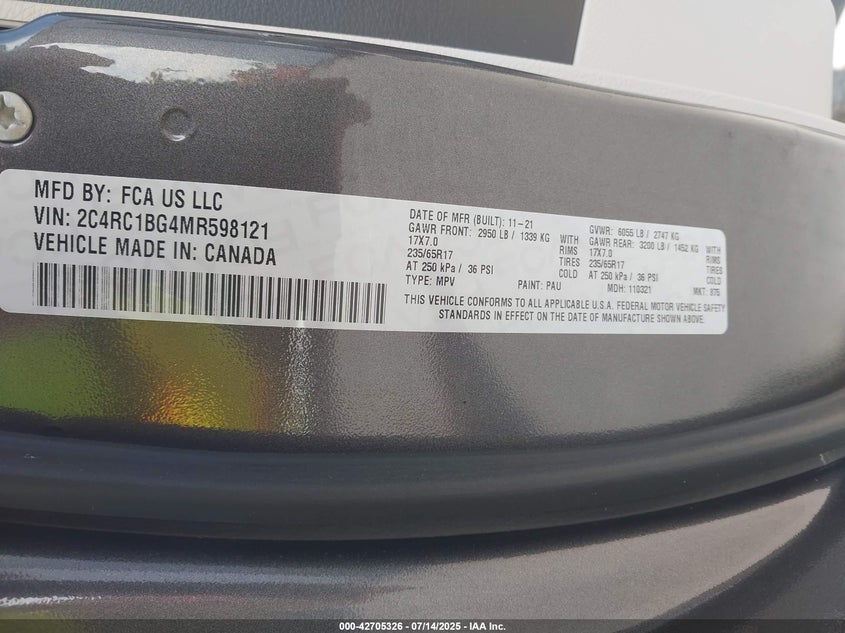 MFD BY: FCA US LLC
VIN: 2C4RC1BG4MR598121
VEHICLE MADE IN: CANADA
DATE OF MFR (BUILT): 11-21
GAWR FRONT: 2950 LB / 1339 KG WITH
17X7.0 RIMS
235/65R17 TIRES
AT 250 kPa / 36 PSI COLD
TYPE: MPV PAINT: PAU
GVWR: 6055 LB / 2747 KG
GAWR REAR: 3200 LB / 1452 KG WITH
17X7.0 RIMS
235/65R17 TIRES
AT 250 kPa / 36 PSI COLD
MDH: 110321 MKT: 875
THIS VEHICLE CONFORMS TO ALL APPLICABLE U.S.A. FEDERAL MOTOR VEHICLE SAFETY
STANDARDS IN EFFECT ON THE DATE OF MANUFACTURE SHOWN ABOVE.
000-42705326 - 07/14/2025 - IAA Inc.